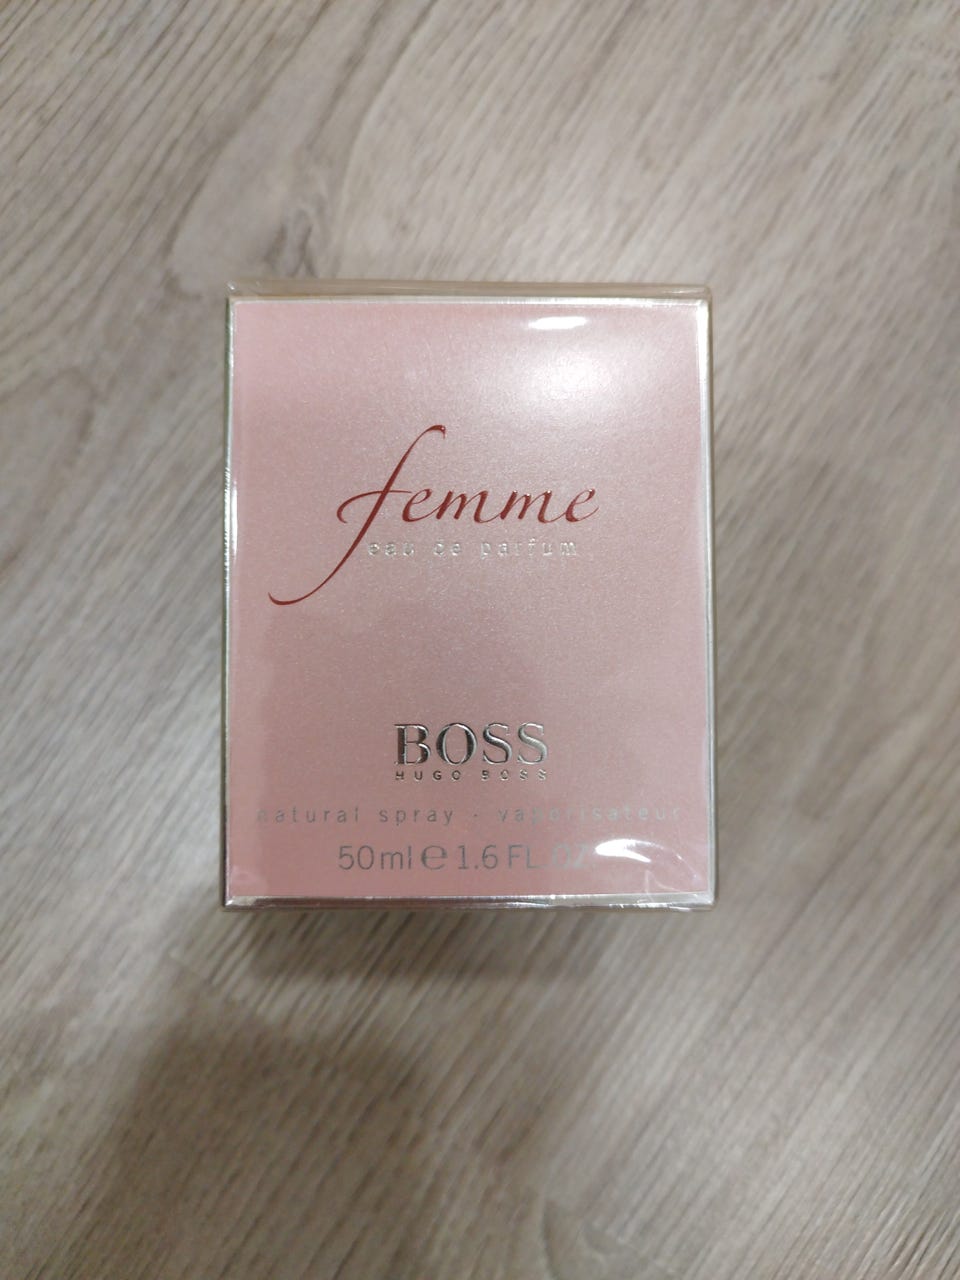 femme
eau de parfum
BOSS
HUGO BOSS
natural spray - vaporisateur
50ml ℮ 1.6 FL.OZ